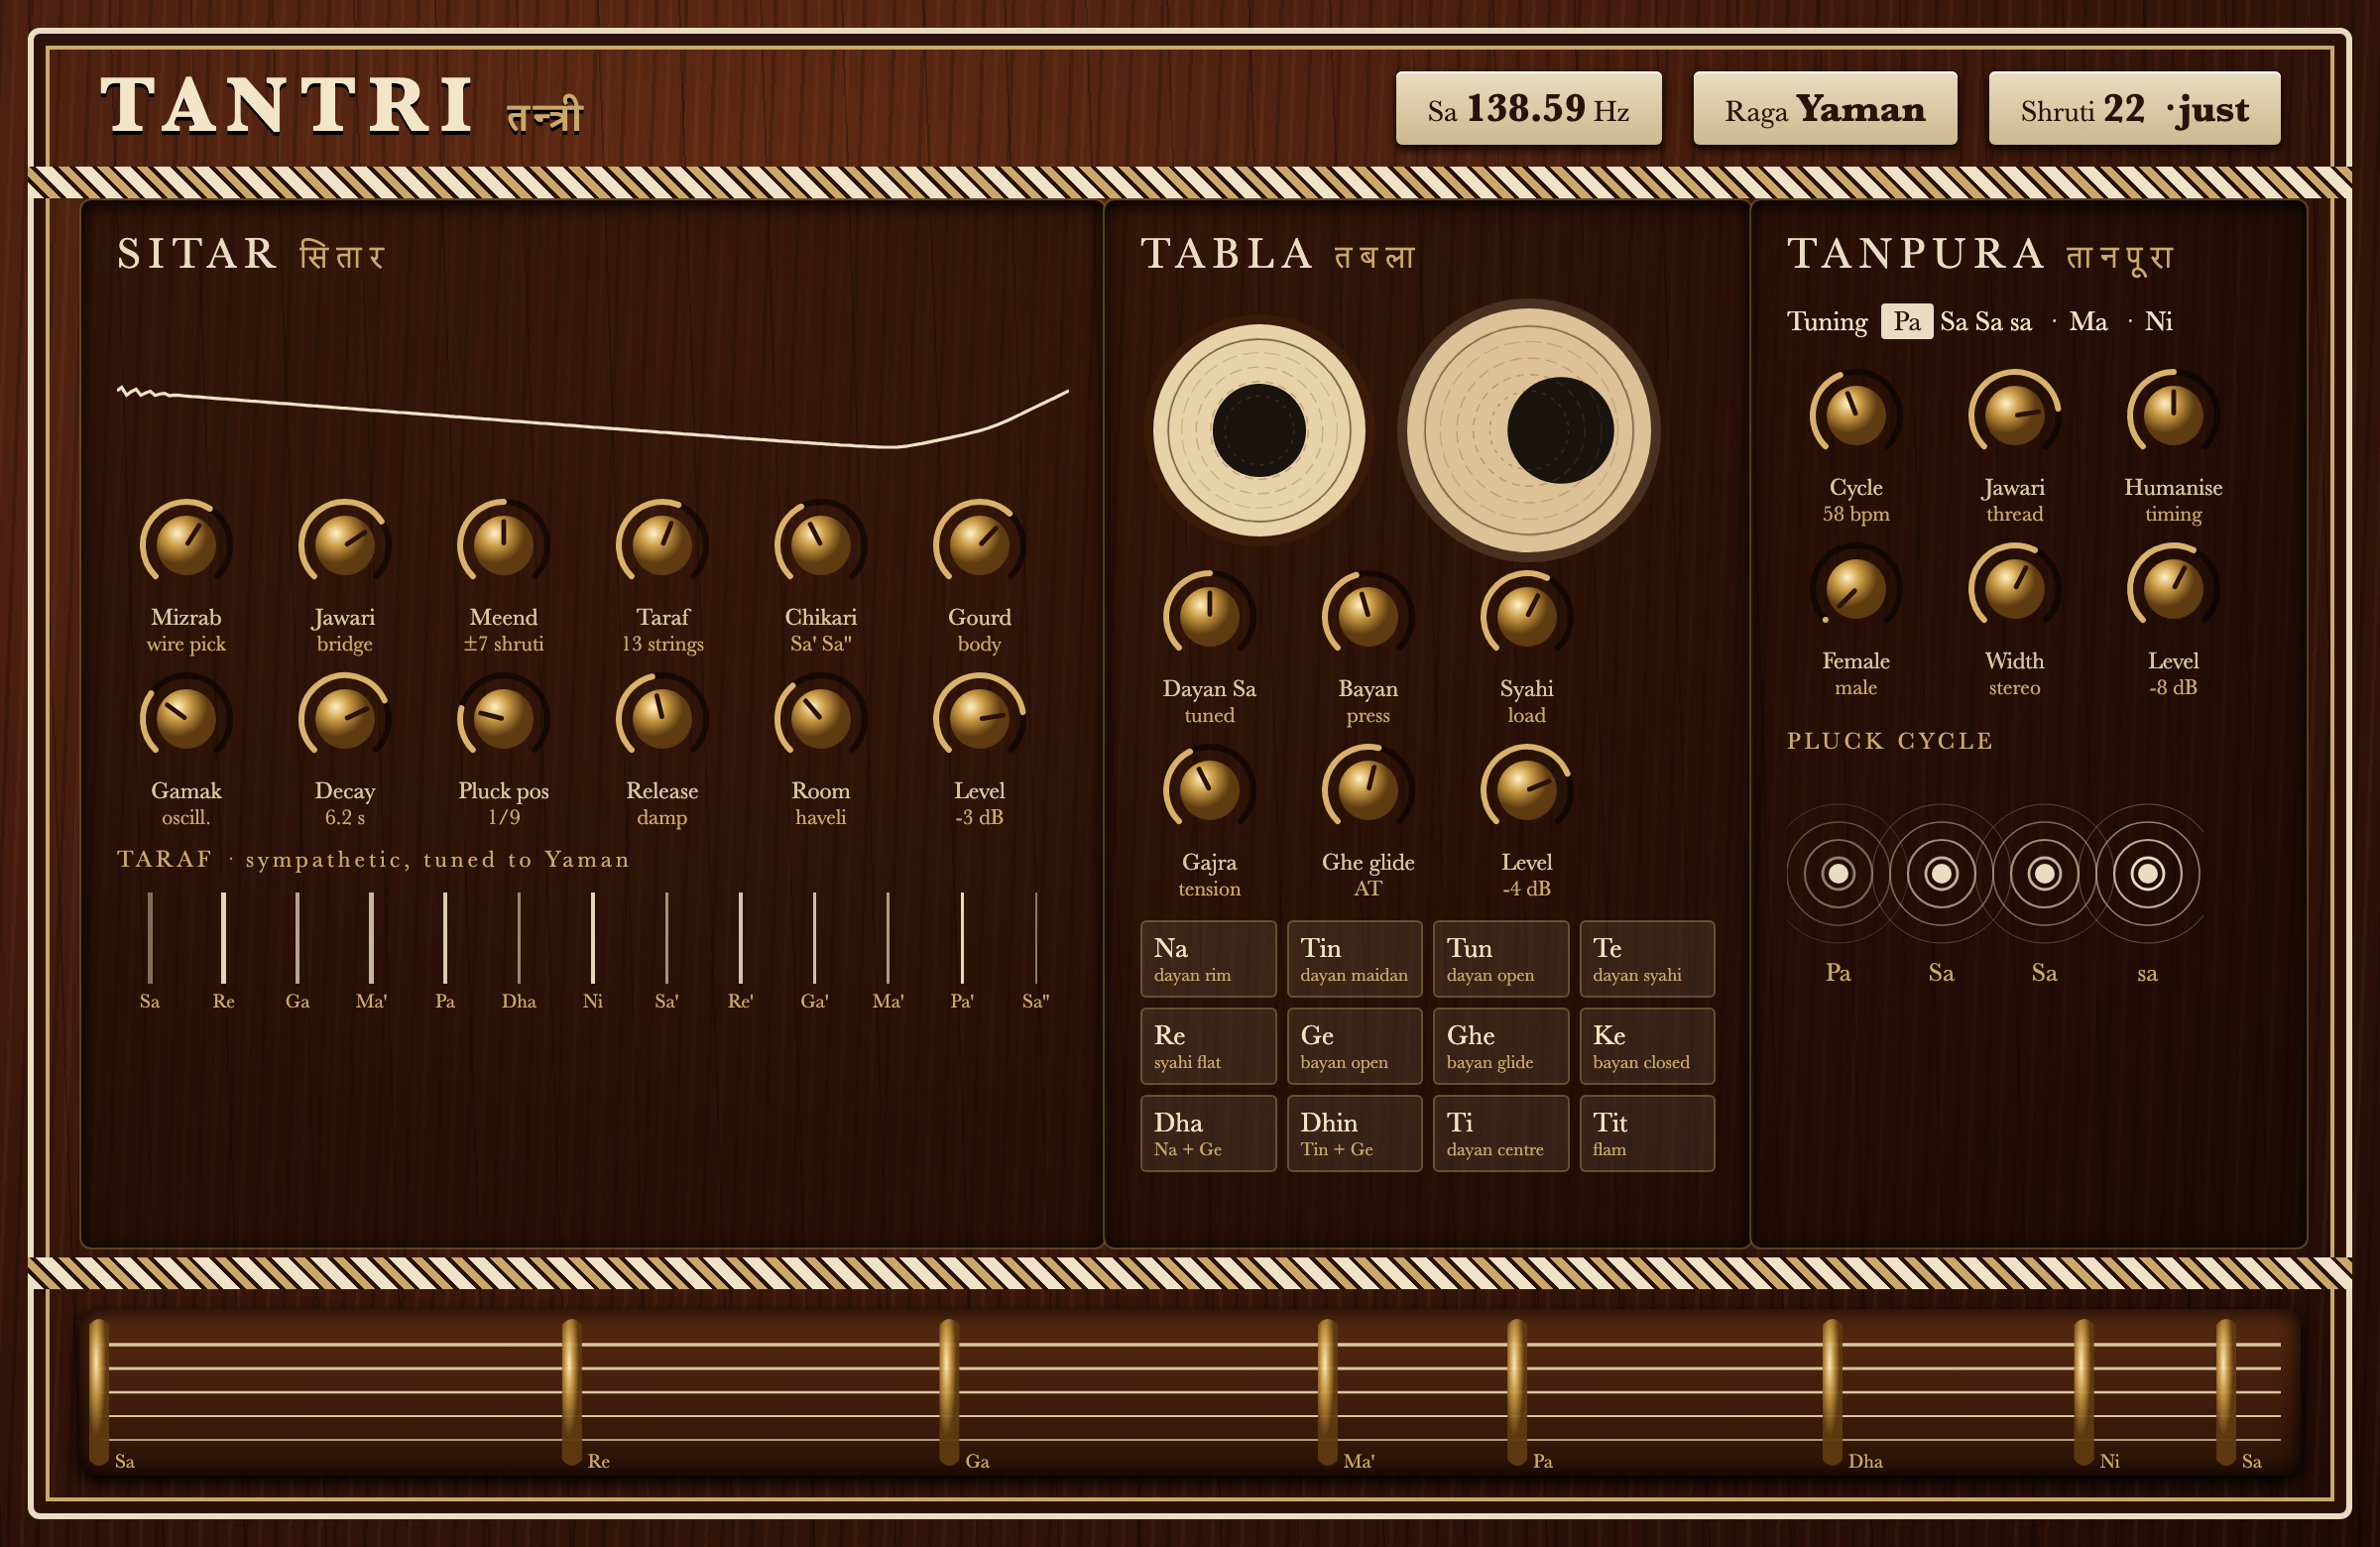 TANTRI तन्त्री
Sa 138.59 Hz
Raga Yaman
Shruti 22 ·just
SITAR सितार
Mizrab Jawari Meend Taraf Chikari Gourd
wire pick bridge ±7 shruti 13 strings Sa' Sa" body
Gamak Decay Pluck pos Release Room Level
oscill. 6.2 s 1/9 damp haveli -3 dB
TARAF · sympathetic, tuned to Yaman
Sa Re Ga Ma' Pa Dha Ni Sa' Re' Ga' Ma' Pa' Sa"
TABLA तबला
Dayan Sa Bayan Syahi
tuned press load
Gajra Ghe glide Level
tension AT -4 dB
Na Tin Tun Te
dayan rim dayan maidan dayan open dayan syahi
Re Ge Ghe Ke
syahi flat bayan open bayan glide bayan closed
Dha Dhin Ti Tit
Na + Ge Tin + Ge dayan centre flam
TANPURA तानपूरा
Tuning Pa Sa Sa sa · Ma · Ni
Cycle Jawari Humanise
58 bpm thread timing
Female Width Level
male stereo -8 dB
PLUCK CYCLE
Pa Sa Sa sa
Sa Re Ga Ma' Pa Dha Ni Sa